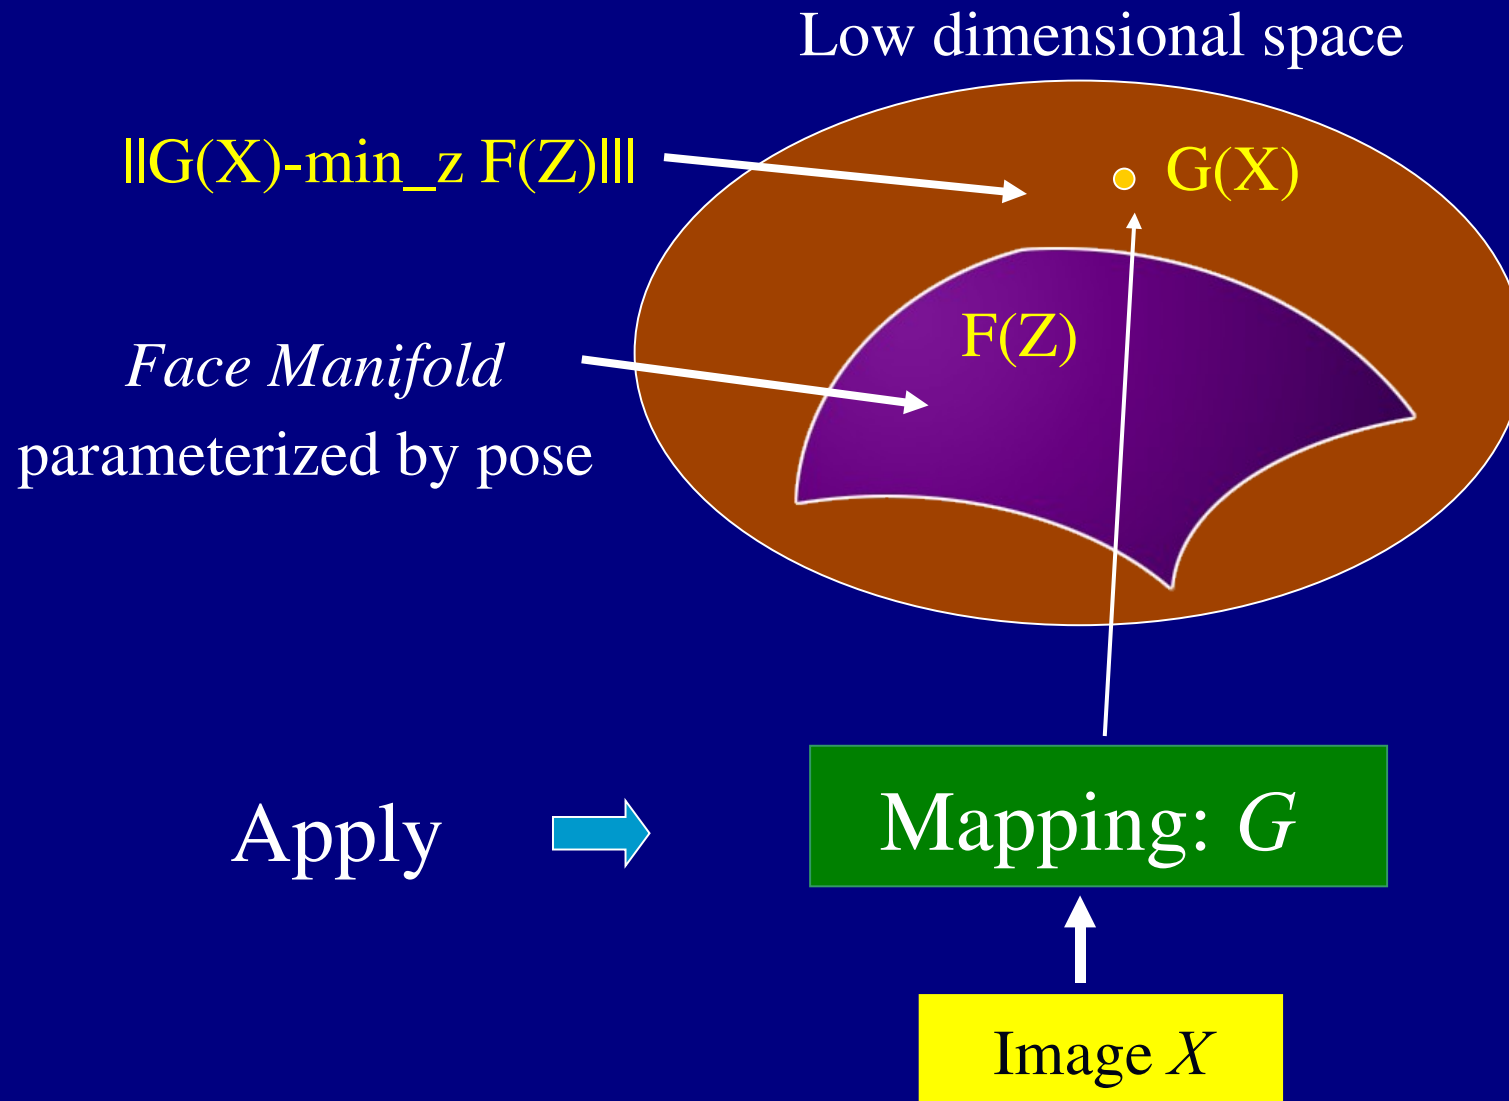 Low dimensional space
||G(X)-min_z F(Z)|||
G(X)
F(Z)
Face Manifold
parameterized by pose
Apply
Mapping: G
Image X